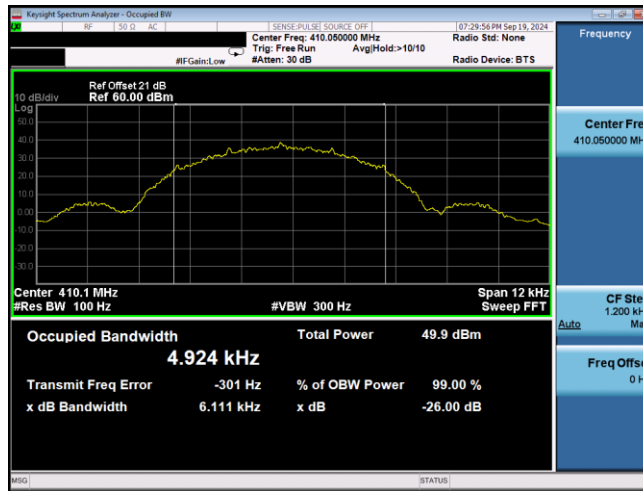 Keysight Spectrum Analyzer - Occupied BW
LXI RF 50 Ω AC SENSE:PULSE SOURCE OFF 07:29:56 PM Sep 19, 2024
Center Freq: 410.050000 MHz Radio Std: None
Trig: Free Run Avg|Hold:>10/10
#IFGain:Low #Atten: 30 dB Radio Device: BTS
Frequency
Ref Offset 21 dB
10 dB/div Ref 60.00 dBm
Log
50.0
40.0
30.0
20.0
10.0
0.00
-10.0
-20.0
-30.0
Center 410.1 MHz Span 12 kHz
#Res BW 100 Hz #VBW 300 Hz Sweep FFT
Occupied Bandwidth Total Power 49.9 dBm
4.924 kHz
Transmit Freq Error -301 Hz % of OBW Power 99.00 %
x dB Bandwidth 6.111 kHz x dB -26.00 dB
Center Fre
410.050000 MH
CF Ste
1.200 kH
Auto Ma
Freq Offs
0 H
MSG STATUS